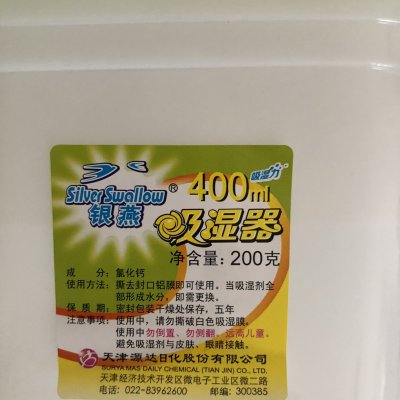 Silver Swallow®
银燕
400ml
吸湿力
吸湿器
净含量：200克
成　分：氯化钙
使用方法：撕去封口铝膜即可使用。当吸湿剂全
部形成水分，即需更换。
保 质 期：密封包装干燥处保存，五年
注意事项：使用中，请勿撕破白色吸湿膜。
使用中勿倒置、勿侧翻、远离儿童。
避免吸湿剂与皮肤、眼睛接触。
天津源达日化股份有限公司
SURYA MAS DAILY CHEMICAL (TIAN JIN) CO., LTD.
天津经济技术开发区微电子工业区微二路
电话：022-83962600　邮编：300385